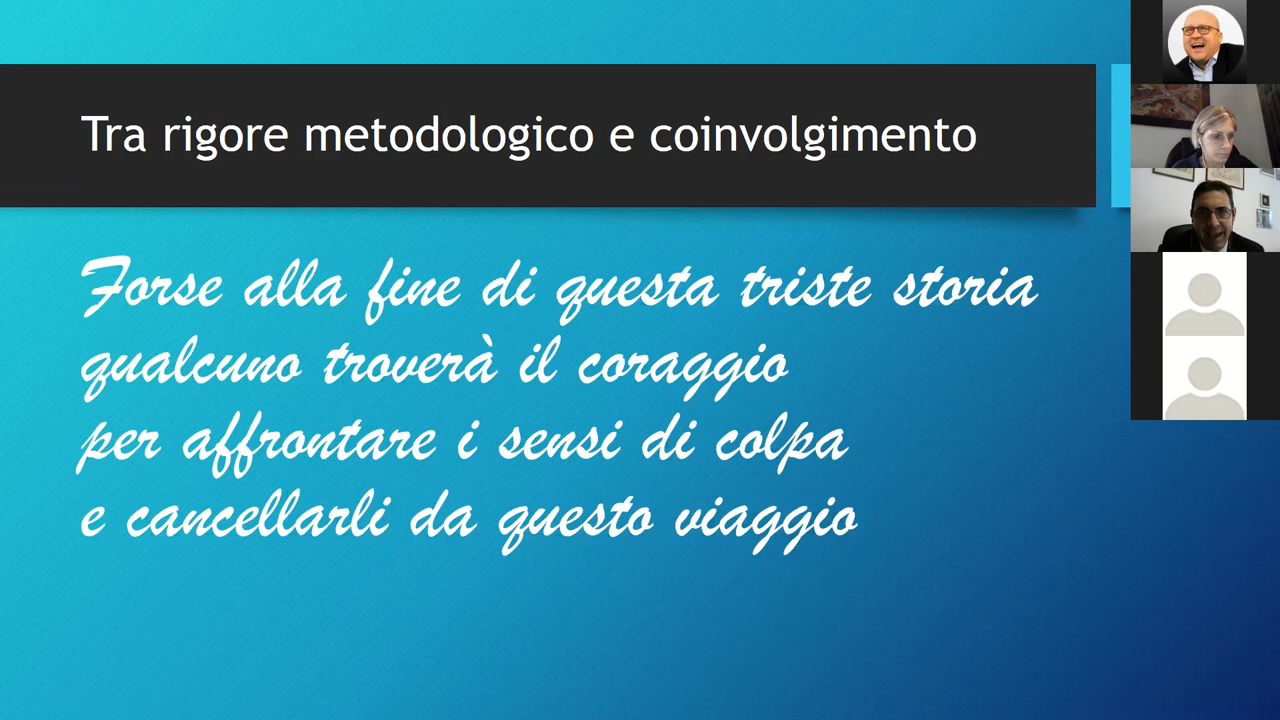 Tra rigore metodologico e coinvolgimento
Forse alla fine di questa triste storia
qualcuno troverà il coraggio
per affrontare i sensi di colpa
e cancellarli da questo viaggio